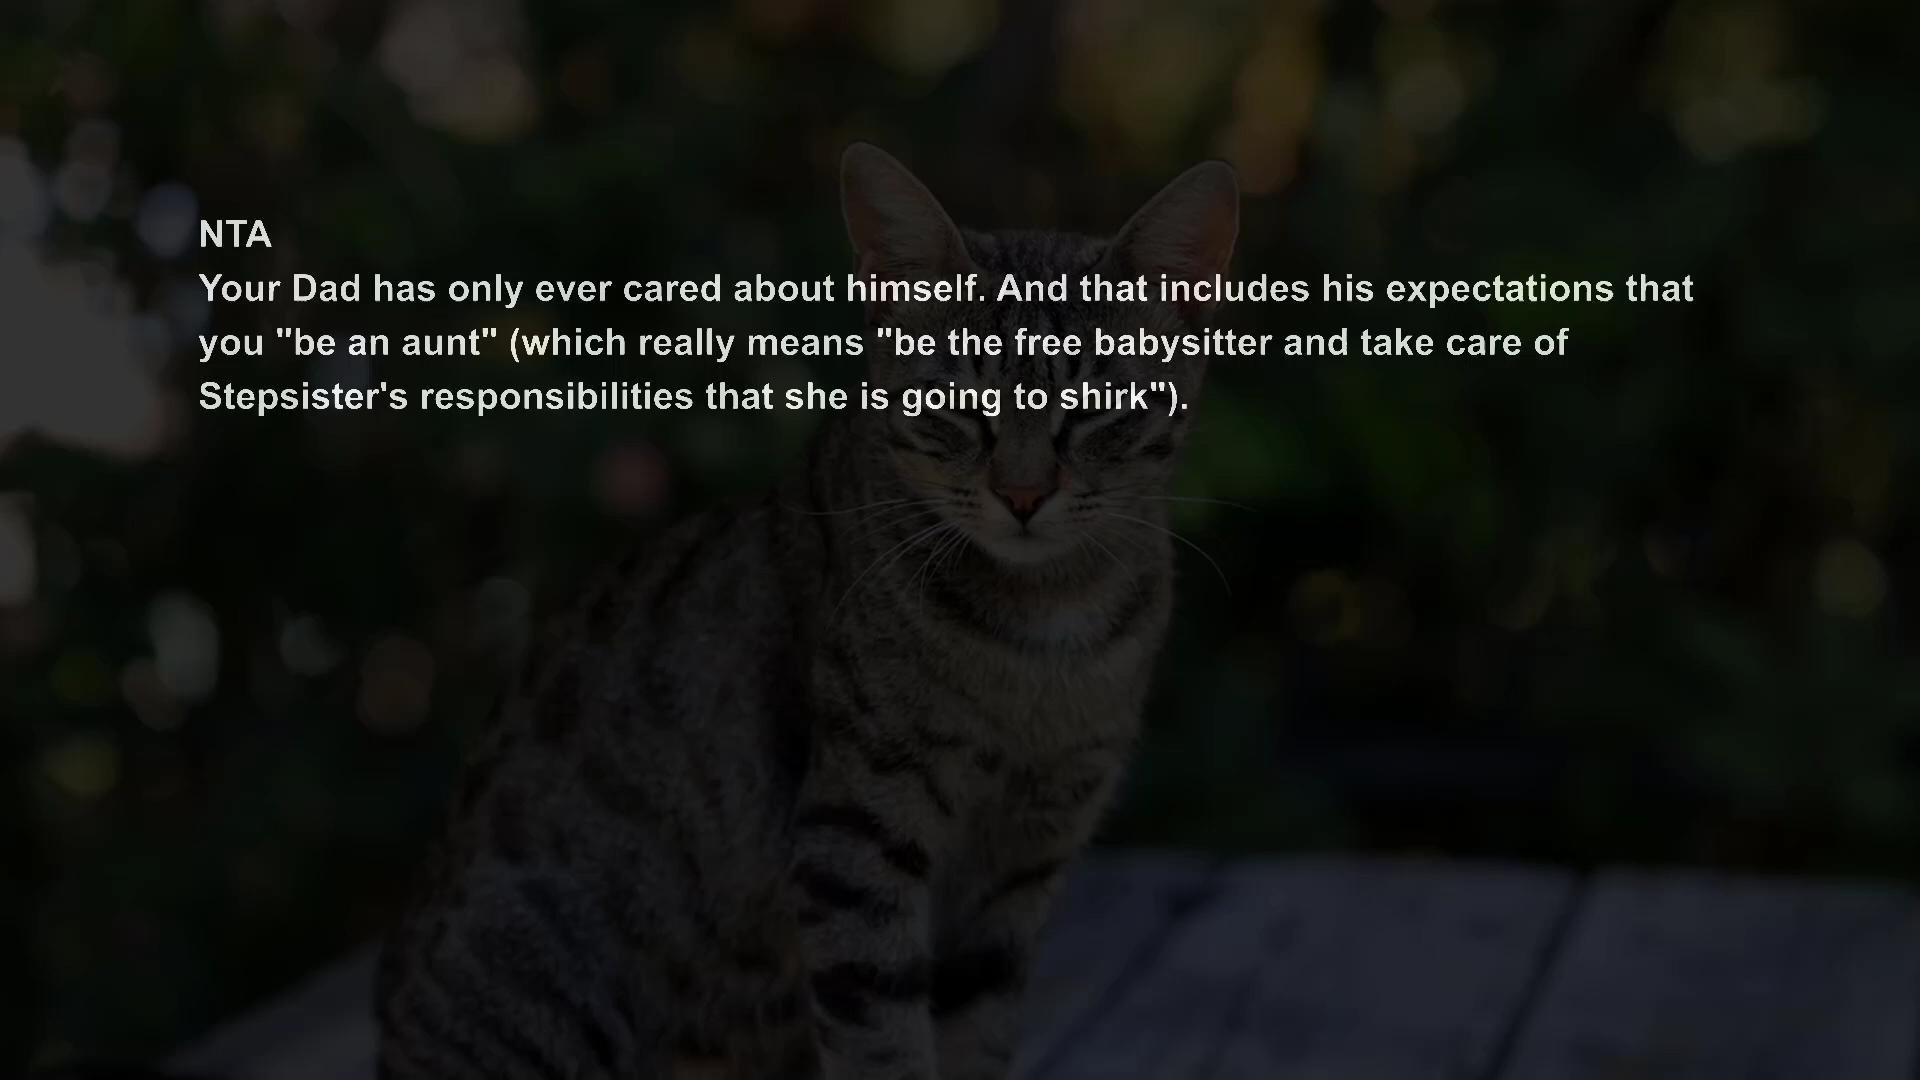 NTA
Your Dad has only ever cared about himself. And that includes his expectations that
you "be an aunt" (which really means "be the free babysitter and take care of
Stepsister's responsibilities that she is going to shirk").